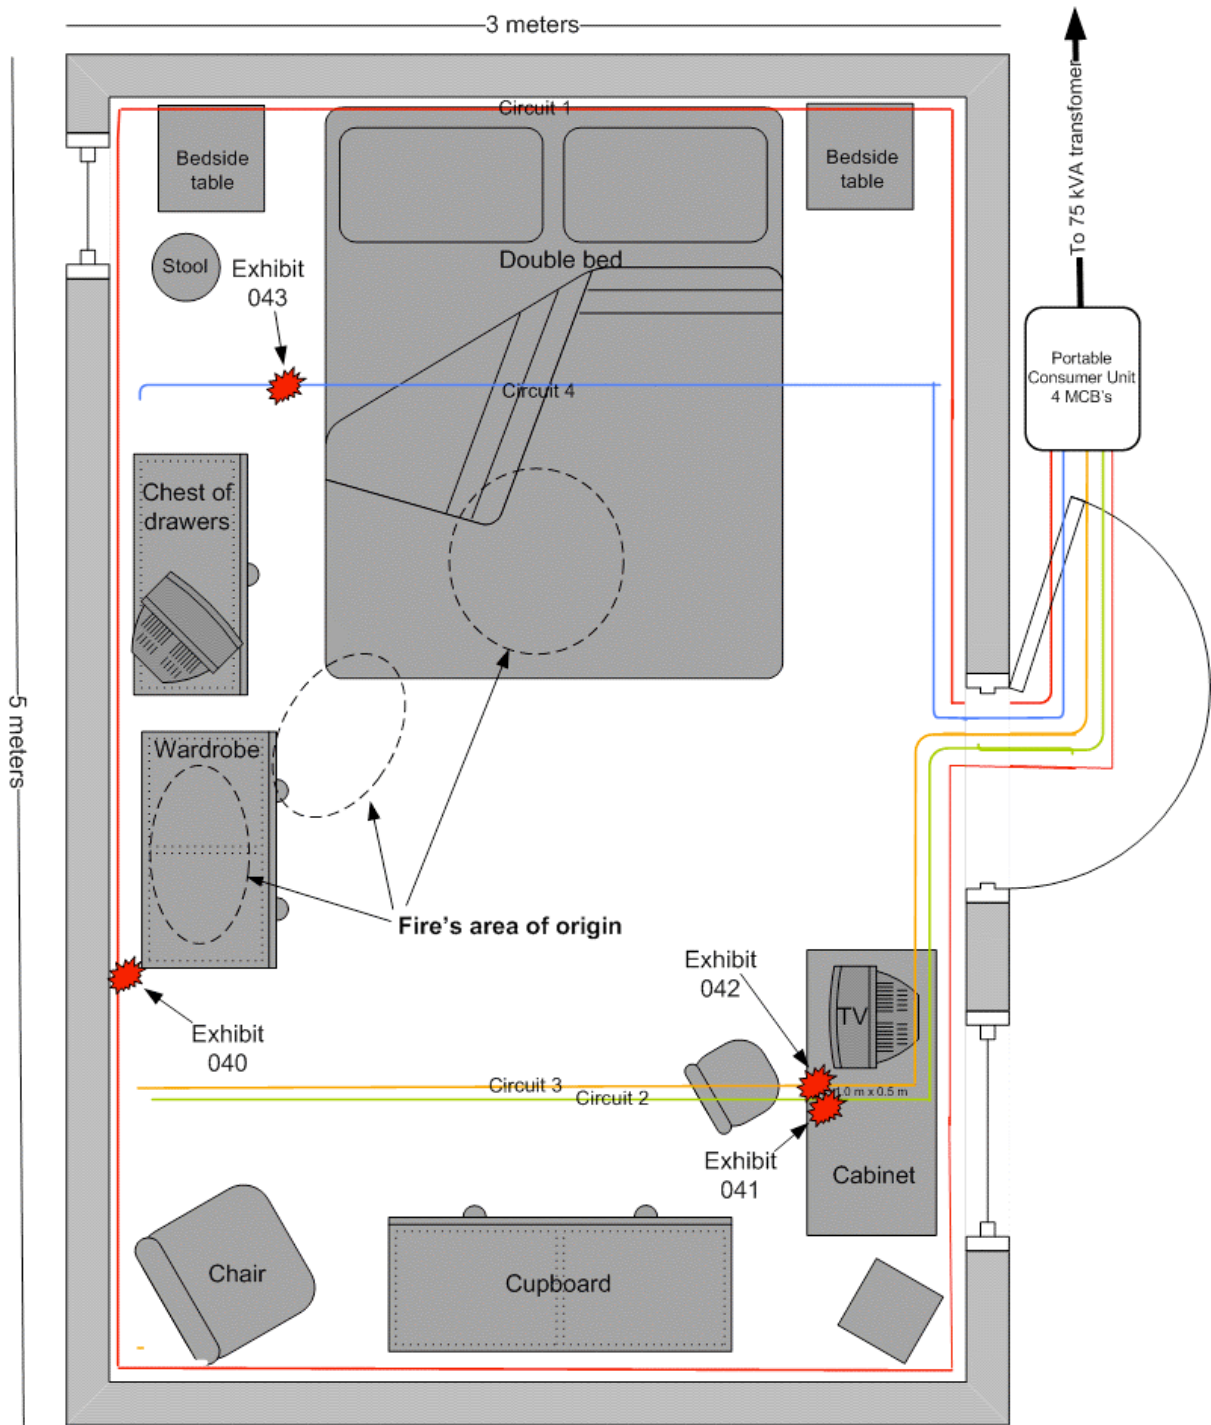 3 meters
To 75 kVA transfomer
5 meters
Circuit 1
Bedside
table
Bedside
table
Stool
Exhibit
043
Double bed
Portable
Consumer Unit
4 MCB's
Circuit 4
Chest of
drawers
Wardrobe
Fire's area of origin
Exhibit
042
TV
Exhibit
040
Circuit 3
Circuit 2
1.0 m x 0.5 m
Exhibit
041
Cabinet
Chair
Cupboard